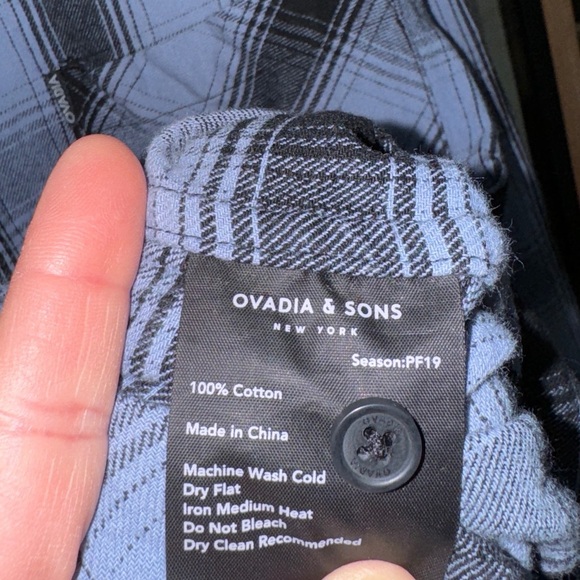 OVADIA
OVADIA & SONS
NEW YORK
Season:PF19
100% Cotton
Made in China
Machine Wash Cold
Dry Flat
Iron Medium Heat
Do Not Bleach
Dry Clean Recommended